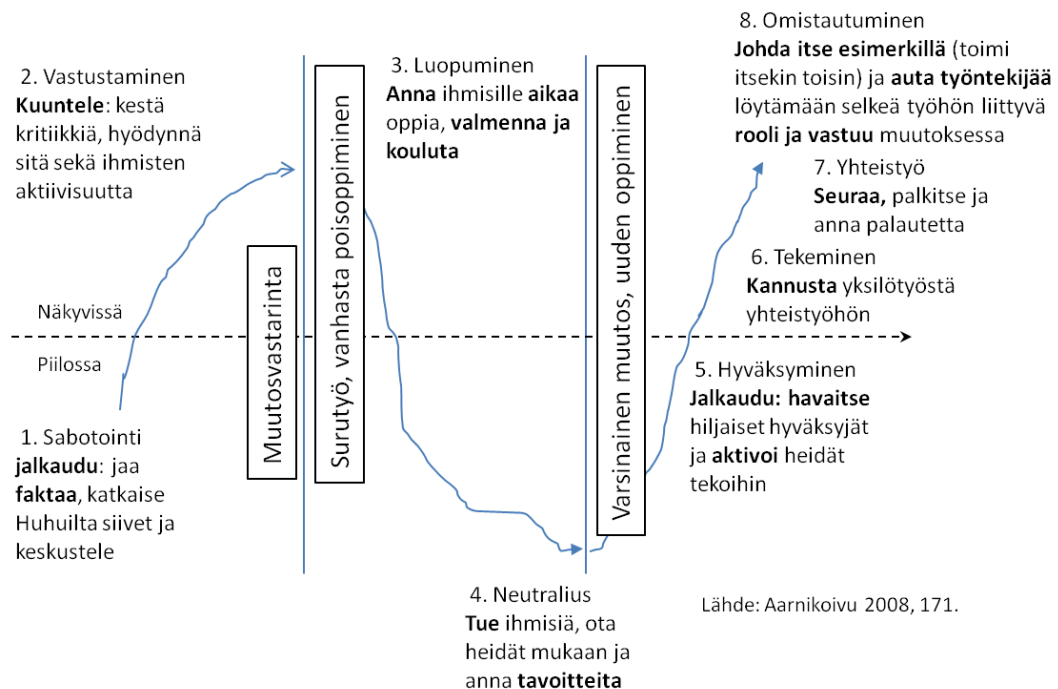 2. Vastustaminen
Kuuntele: kestä
kritiikkiä, hyödynnä
sitä sekä ihmisten
aktiivisuutta
Näkyvissä
Piilossa
1. Sabotointi
jalkaudu: jaa
faktaa, katkaise
Huhuilta siivet ja
keskustele
Muutosvastarinta
Surutyö, vanhasta poisoppiminen
3. Luopuminen
Anna ihmisille aikaa
oppia, valmenna ja
kouluta
4. Neutralius
Tue ihmisiä, ota
heidät mukaan ja
anna tavoitteita
Varsinainen muutos, uuden oppiminen
8. Omistautuminen
Johda itse esimerkillä (toimi
itsekin toisin) ja auta työntekijää
löytämään selkeä työhön liittyvä
rooli ja vastuu muutoksessa
7. Yhteistyö
Seuraa, palkitse ja
anna palautetta
6. Tekeminen
Kannusta yksilötyöstä
yhteistyöhön
5. Hyväksyminen
Jalkaudu: havaitse
hiljaiset hyväksyjät
ja aktivoi heidät
tekoihin
Lähde: Aarnikoivu 2008, 171.